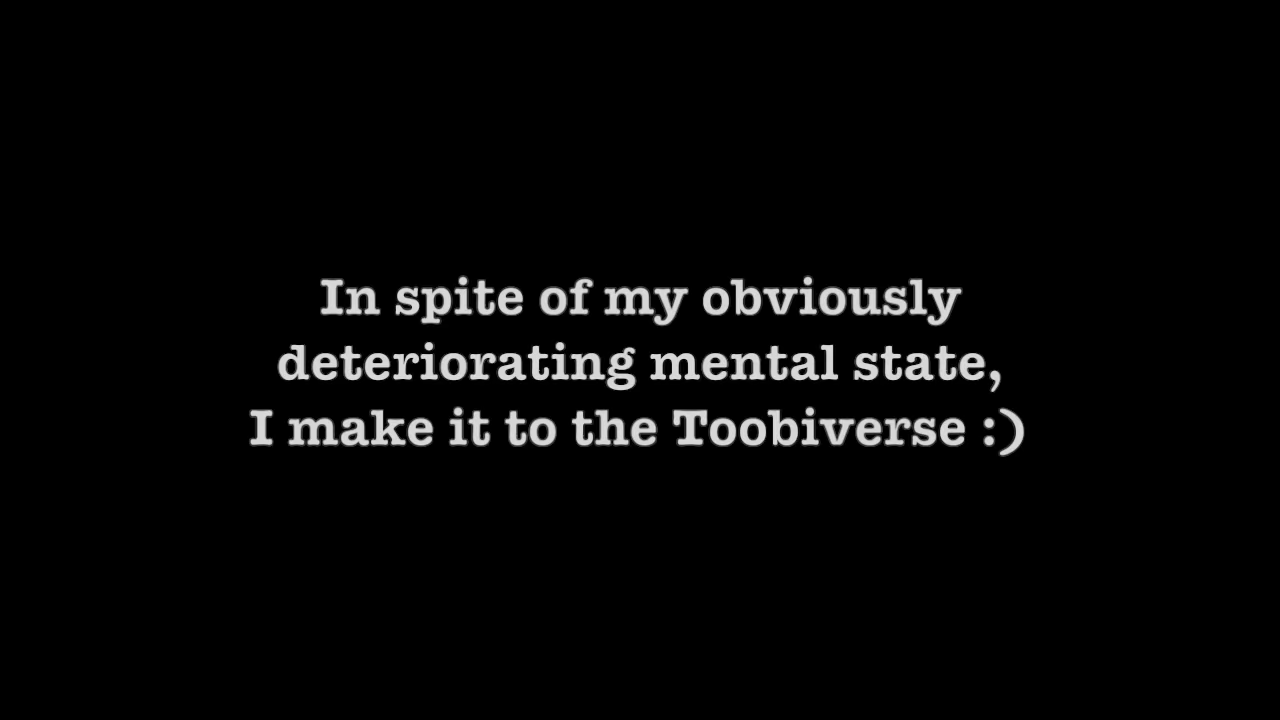 In spite of my obviously
deteriorating mental state,
I make it to the Toobiverse :)